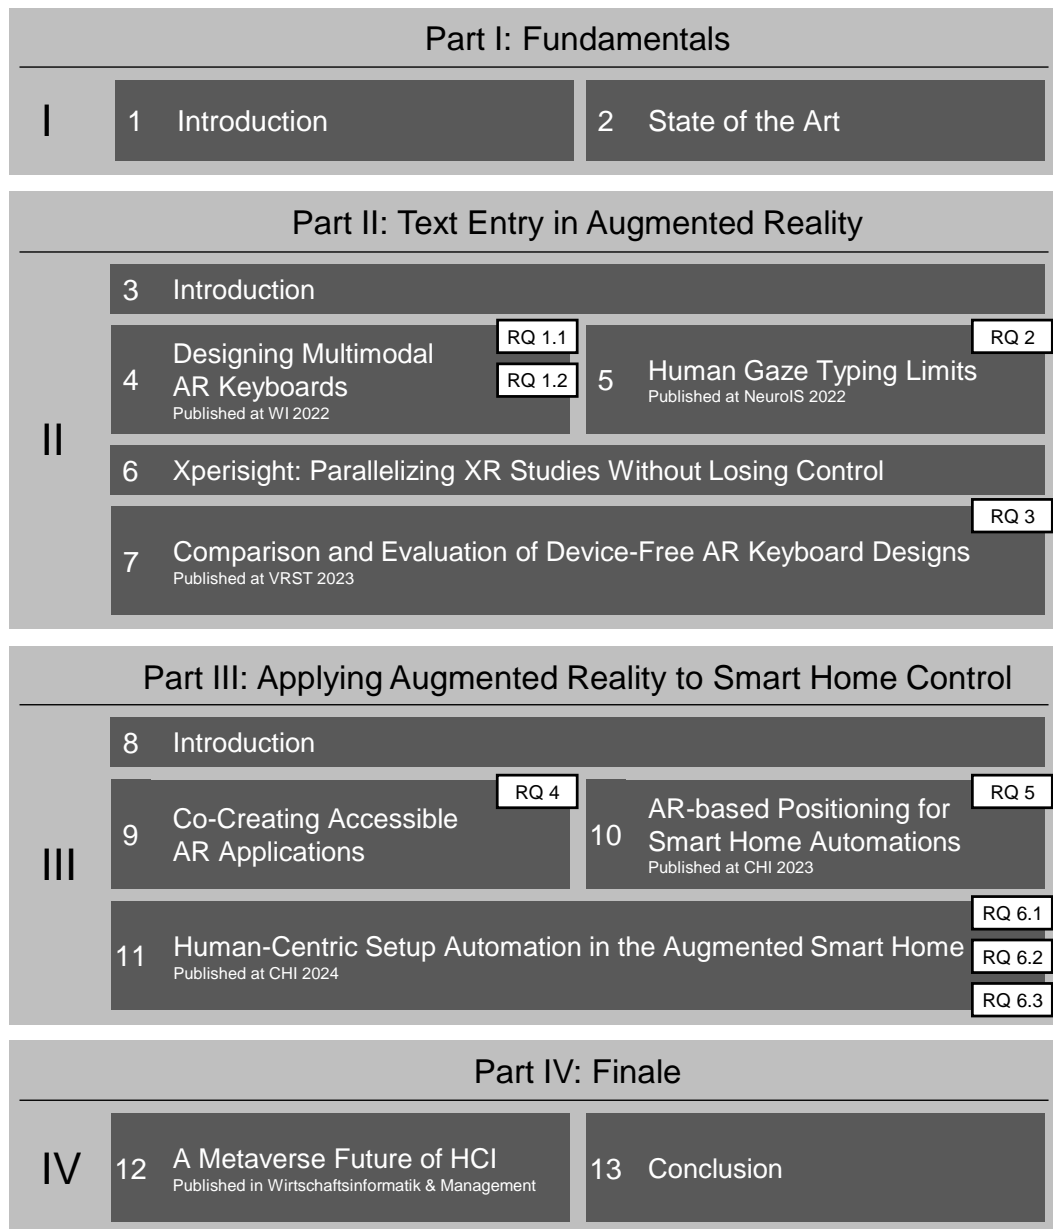 Part I: Fundamentals
I
1 Introduction
2 State of the Art
Part II: Text Entry in Augmented Reality
II
3 Introduction
4
Designing Multimodal
AR Keyboards
Published at WI 2022
RQ 1.1
RQ 1.2
5
Human Gaze Typing Limits
Published at NeuroIS 2022
RQ 2
6 Xperisight: Parallelizing XR Studies Without Losing Control
7
Comparison and Evaluation of Device-Free AR Keyboard Designs
Published at VRST 2023
RQ 3
Part III: Applying Augmented Reality to Smart Home Control
III
8 Introduction
9
Co-Creating Accessible
AR Applications
RQ 4
10
AR-based Positioning for
Smart Home Automations
Published at CHI 2023
RQ 5
11
Human-Centric Setup Automation in the Augmented Smart Home
Published at CHI 2024
RQ 6.1
RQ 6.2
RQ 6.3
Part IV: Finale
IV
12
A Metaverse Future of HCI
Published in Wirtschaftsinformatik & Management
13 Conclusion